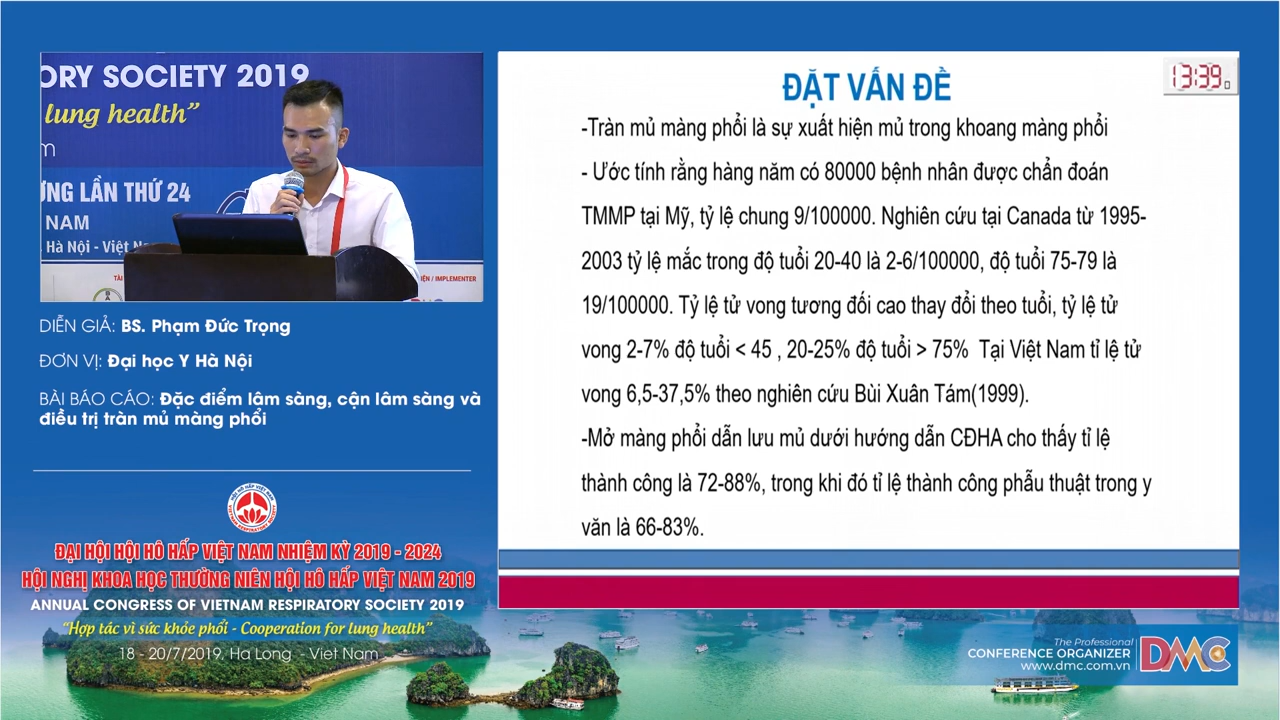 ORY SOCIETY 2019
lung health”
ỜNG LẦN THỨ 24
NAM
Hà Nội - Việt
IỆN / IMPLEMENTER
DIỄN GIẢ: BS. Phạm Đức Trọng
ĐƠN VỊ: Đại học Y Hà Nội
BÀI BÁO CÁO: Đặc điểm lâm sàng, cận lâm sàng và
điều trị tràn mủ màng phổi
HỘI HÔ HẤP VIỆT NAM
VIETNAM RESPIRATORY SOCIETY
ĐẠI HỘI HỘI HÔ HẤP VIỆT NAM NHIỆM KỲ 2019 - 2024
HỘI NGHỊ KHOA HỌC THƯỜNG NIÊN HỘI HÔ HẤP VIỆT NAM 2019
ANNUAL CONGRESS OF VIETNAM RESPIRATORY SOCIETY 2019
“Hợp tác vì sức khỏe phổi - Cooperation for lung health”
18 - 20/7/2019, Ha Long - Viet Nam
13:39
ĐẶT VẤN ĐỀ
-Tràn mủ màng phổi là sự xuất hiện mủ trong khoang màng phổi
- Ước tính rằng hàng năm có 80000 bệnh nhân được chẩn đoán
TMMP tại Mỹ, tỷ lệ chung 9/100000. Nghiên cứu tại Canada từ 1995-
2003 tỷ lệ mắc trong độ tuổi 20-40 là 2-6/100000, độ tuổi 75-79 là
19/100000. Tỷ lệ tử vong tương đối cao thay đổi theo tuổi, tỷ lệ tử
vong 2-7% độ tuổi < 45 , 20-25% độ tuổi > 75% Tại Việt Nam tỉ lệ tử
vong 6,5-37,5% theo nghiên cứu Bùi Xuân Tám(1999).
-Mở màng phổi dẫn lưu mủ dưới hướng dẫn CĐHA cho thấy tỉ lệ
thành công là 72-88%, trong khi đó tỉ lệ thành công phẫu thuật trong y
văn là 66-83%.
The Professional
CONFERENCE ORGANIZER
www.dmc.com.vn
DMC